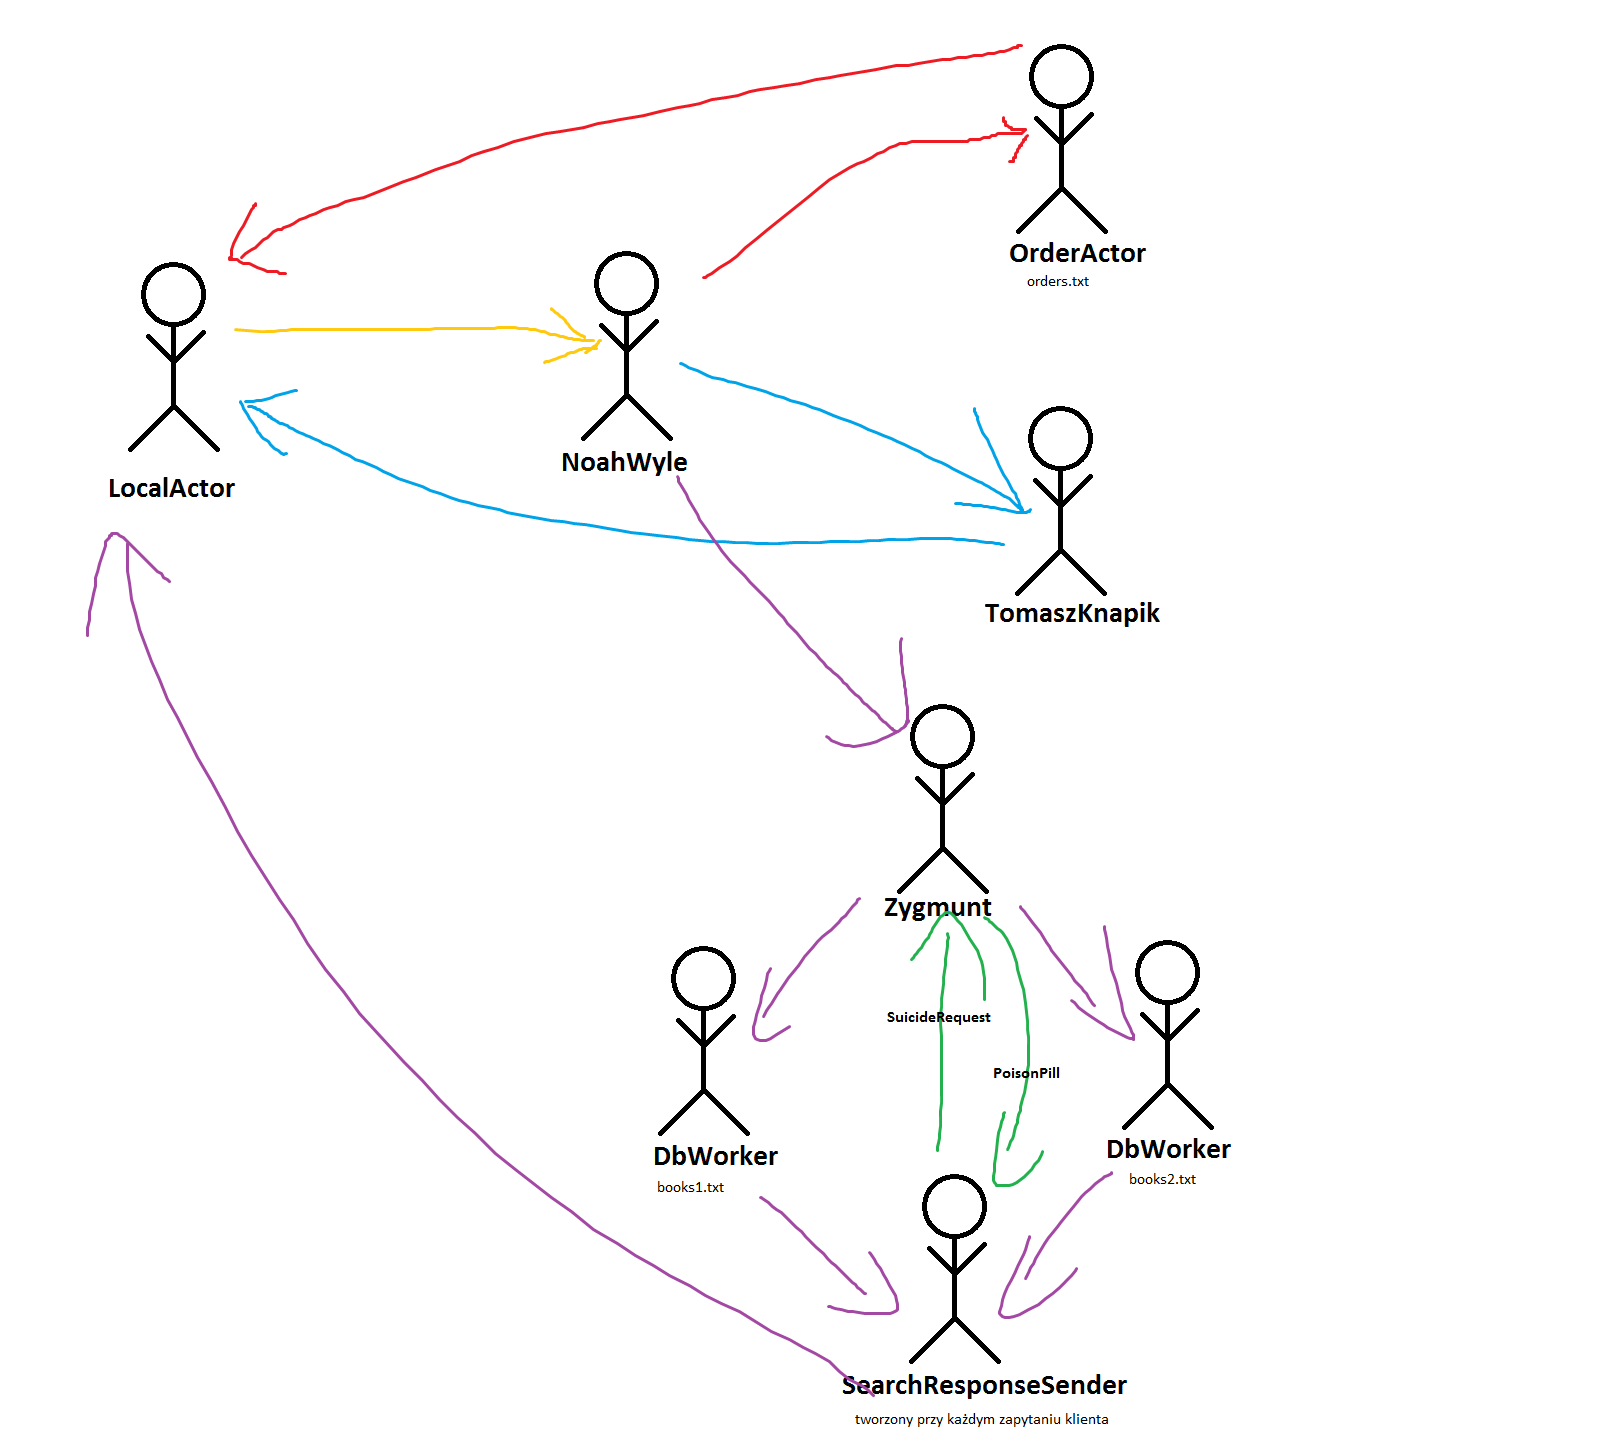 OrderActor
orders.txt
NoahWyle
LocalActor
TomaszKnapik
Zygmunt
SuicideRequest
PoisonPill
DbWorker
books1.txt
DbWorker
books2.txt
SearchResponseSender
tworzony przy każdym zapytaniu klienta